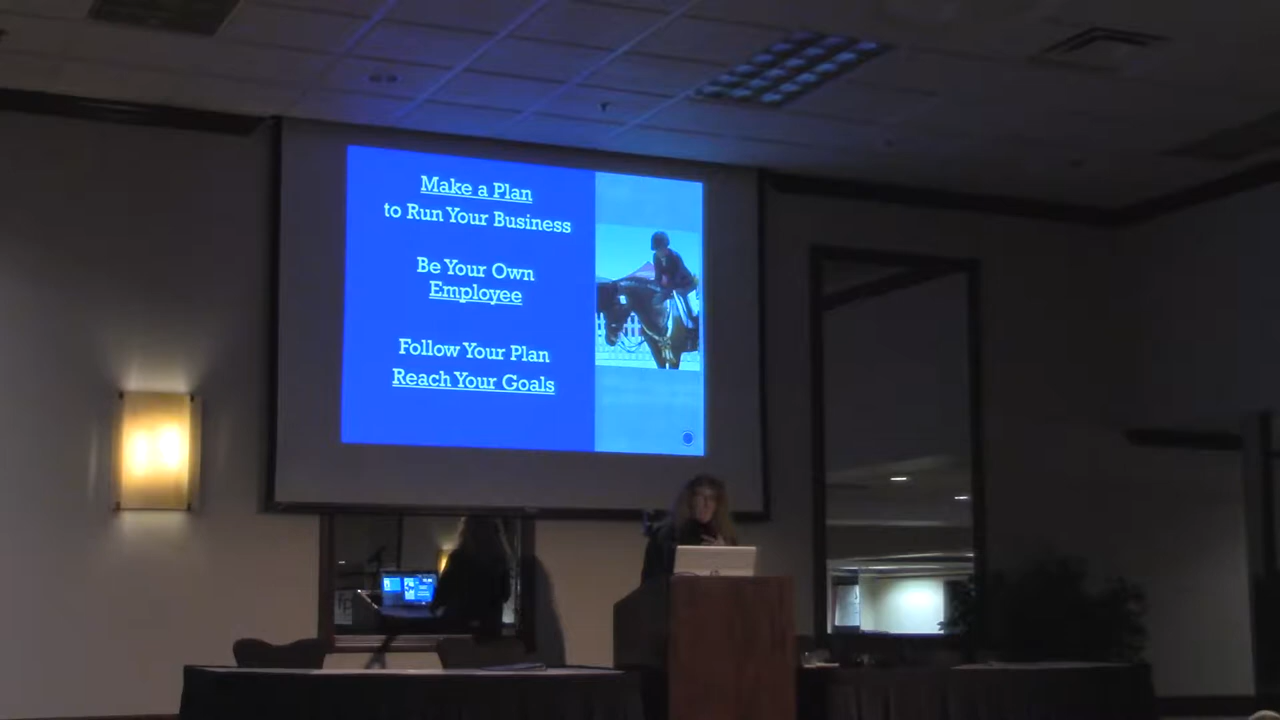 Make a Plan
to Run Your Business
Be Your Own
Employee
Follow Your Plan
Reach Your Goals